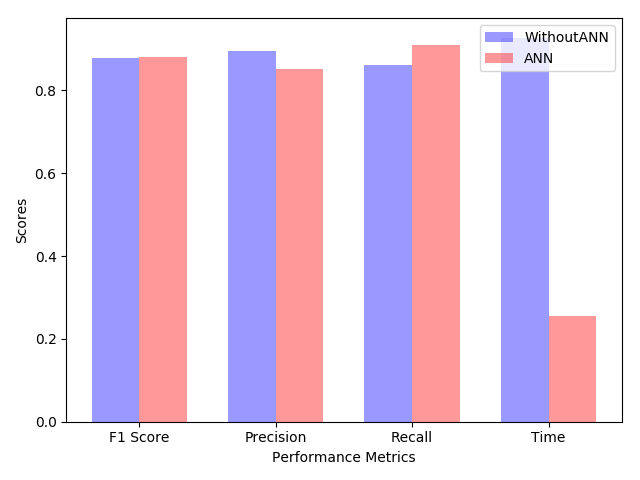 WithoutANN
ANN
Scores
0.8
0.6
0.4
0.2
0.0
F1 Score Precision Recall Time
Performance Metrics